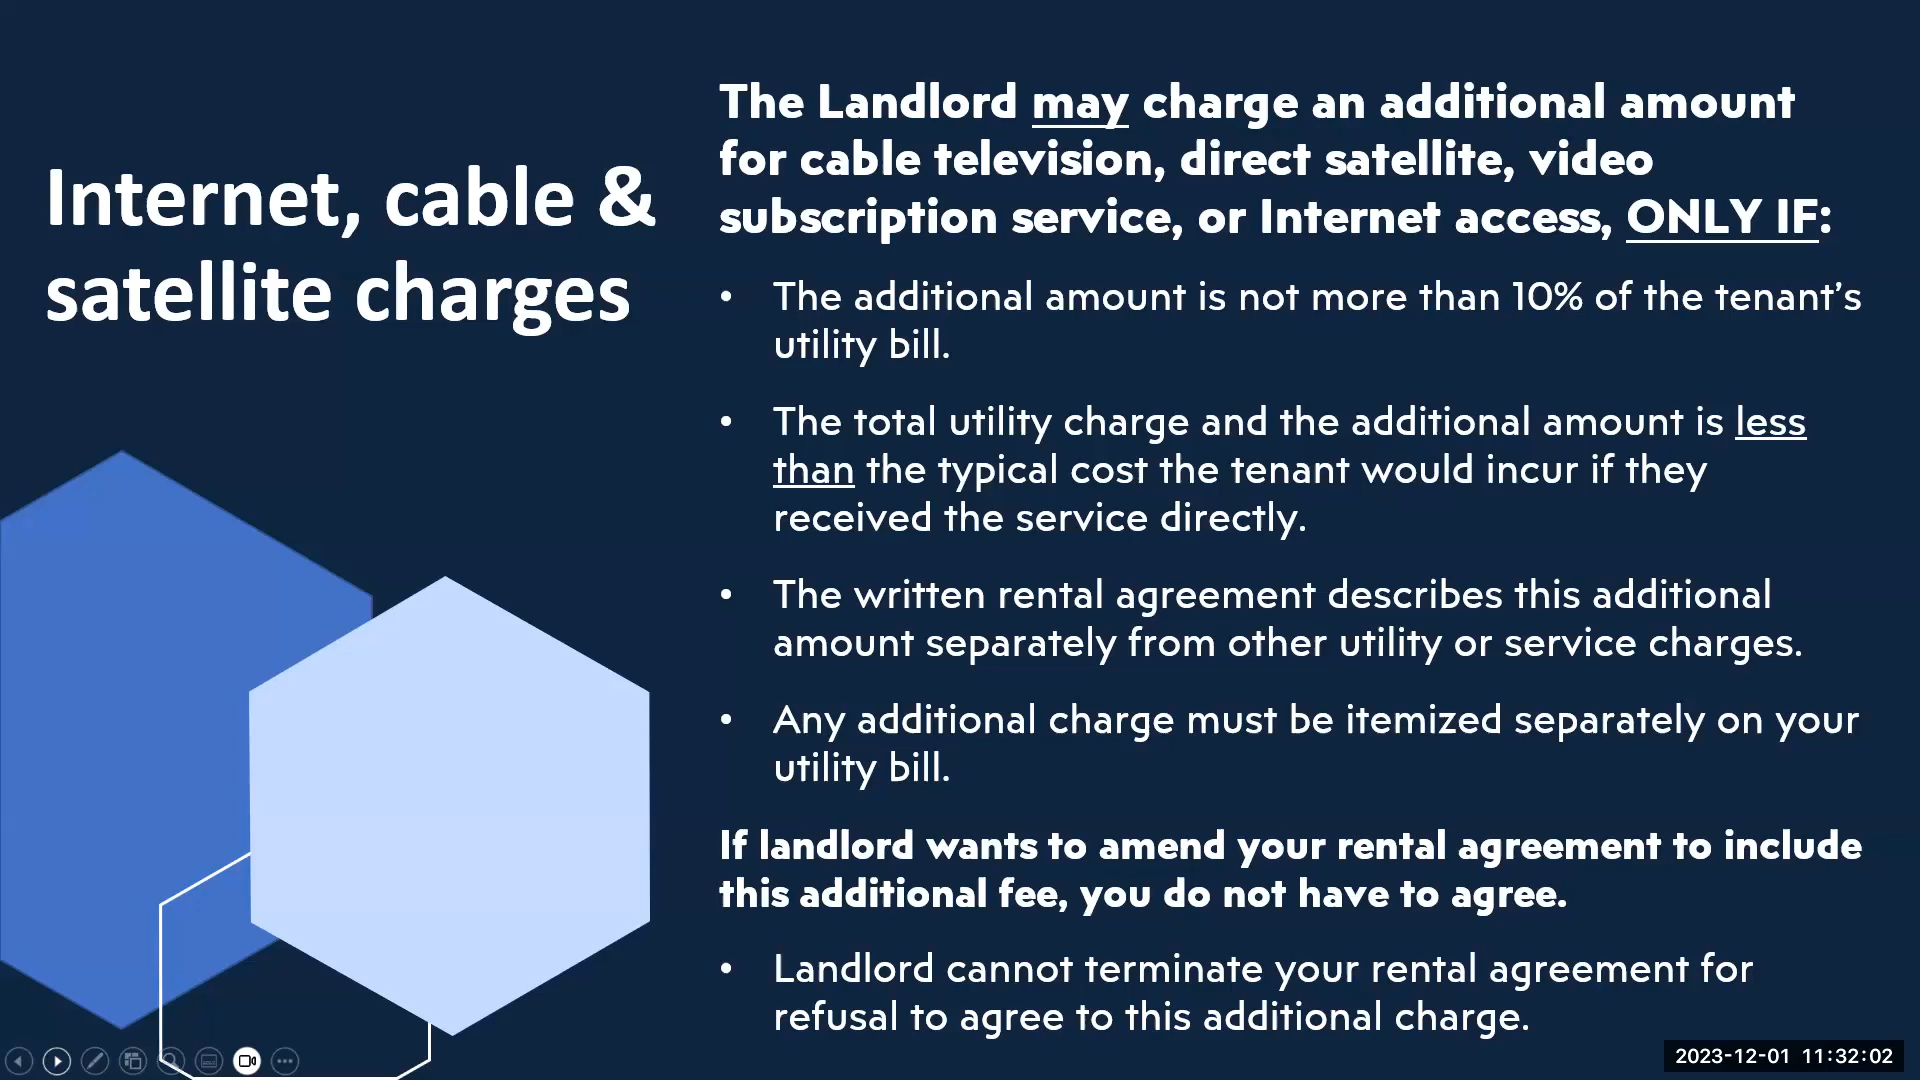 Internet, cable &
satellite charges
The Landlord may charge an additional amount
for cable television, direct satellite, video
subscription service, or Internet access, ONLY IF:
• The additional amount is not more than 10% of the tenant’s
utility bill.
• The total utility charge and the additional amount is less
than the typical cost the tenant would incur if they
received the service directly.
• The written rental agreement describes this additional
amount separately from other utility or service charges.
• Any additional charge must be itemized separately on your
utility bill.
If landlord wants to amend your rental agreement to include
this additional fee, you do not have to agree.
• Landlord cannot terminate your rental agreement for
refusal to agree to this additional charge.
2023-12-01 11:32:02